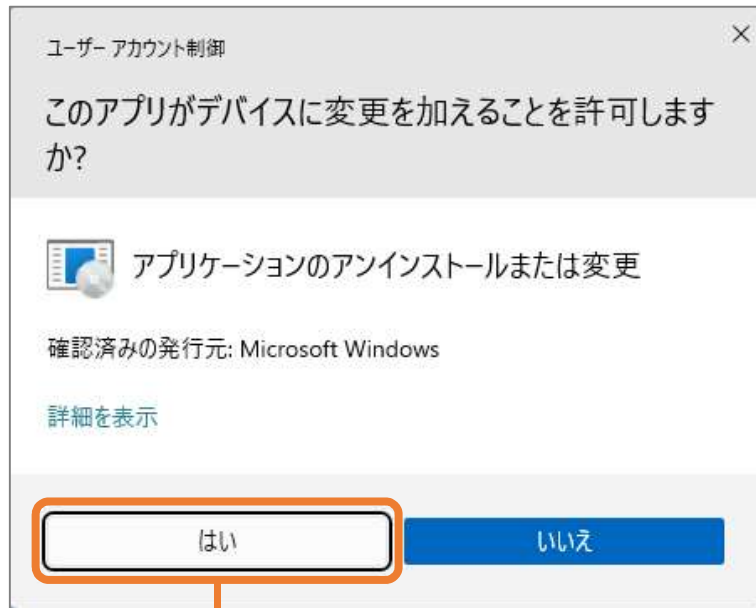 ユーザー アカウント制御
このアプリがデバイスに変更を加えることを許可します
か?
アプリケーションのアンインストールまたは変更
確認済みの発行元: Microsoft Windows
詳細を表示
はい
いいえ